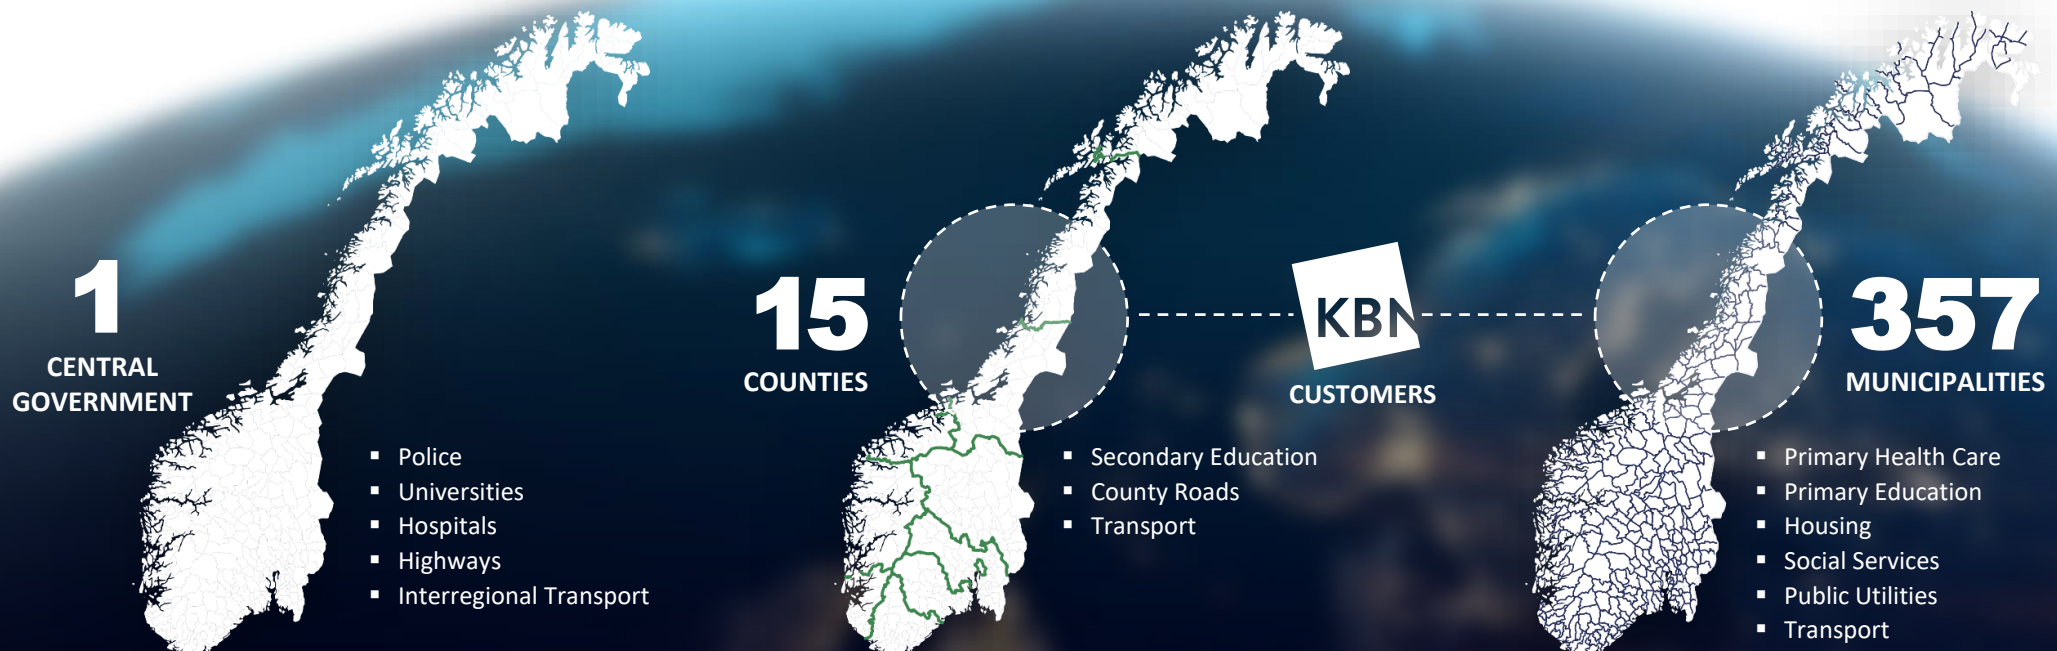 1
CENTRAL
GOVERNMENT
▪ Police
▪ Universities
▪ Hospitals
▪ Highways
▪ Interregional Transport
15
COUNTIES
▪ Secondary Education
▪ County Roads
▪ Transport
KBN
CUSTOMERS
357
MUNICIPALITIES
▪ Primary Health Care
▪ Primary Education
▪ Housing
▪ Social Services
▪ Public Utilities
▪ Transport